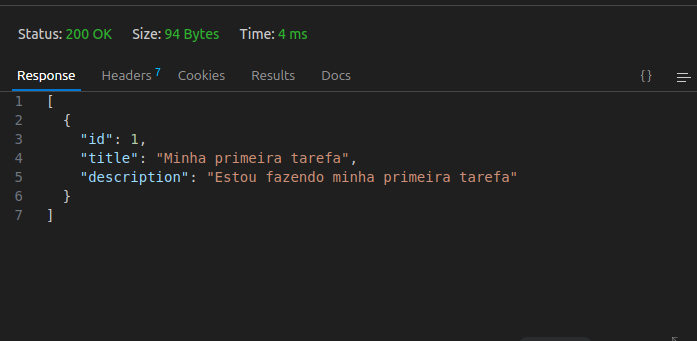 Status: 200 OK Size: 94 Bytes Time: 4 ms
Response Headers 7 Cookies Results Docs {}
1 [
2 {
3 "id": 1,
4 "title": "Minha primeira tarefa",
5 "description": "Estou fazendo minha primeira tarefa"
6 }
7 ]